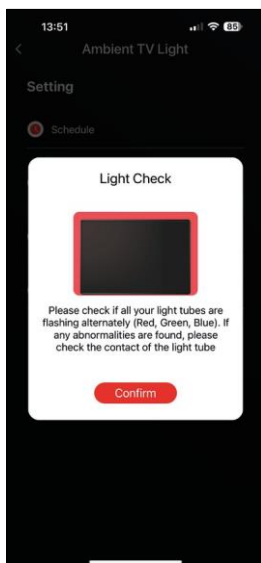 13:51
85
Ambient TV Light
Setting
Schedule
Light Check
Please check if all your light tubes are
flashing alternately (Red, Green, Blue). If
any abnormalities are found, please
check the contact of the light tube
Confirm